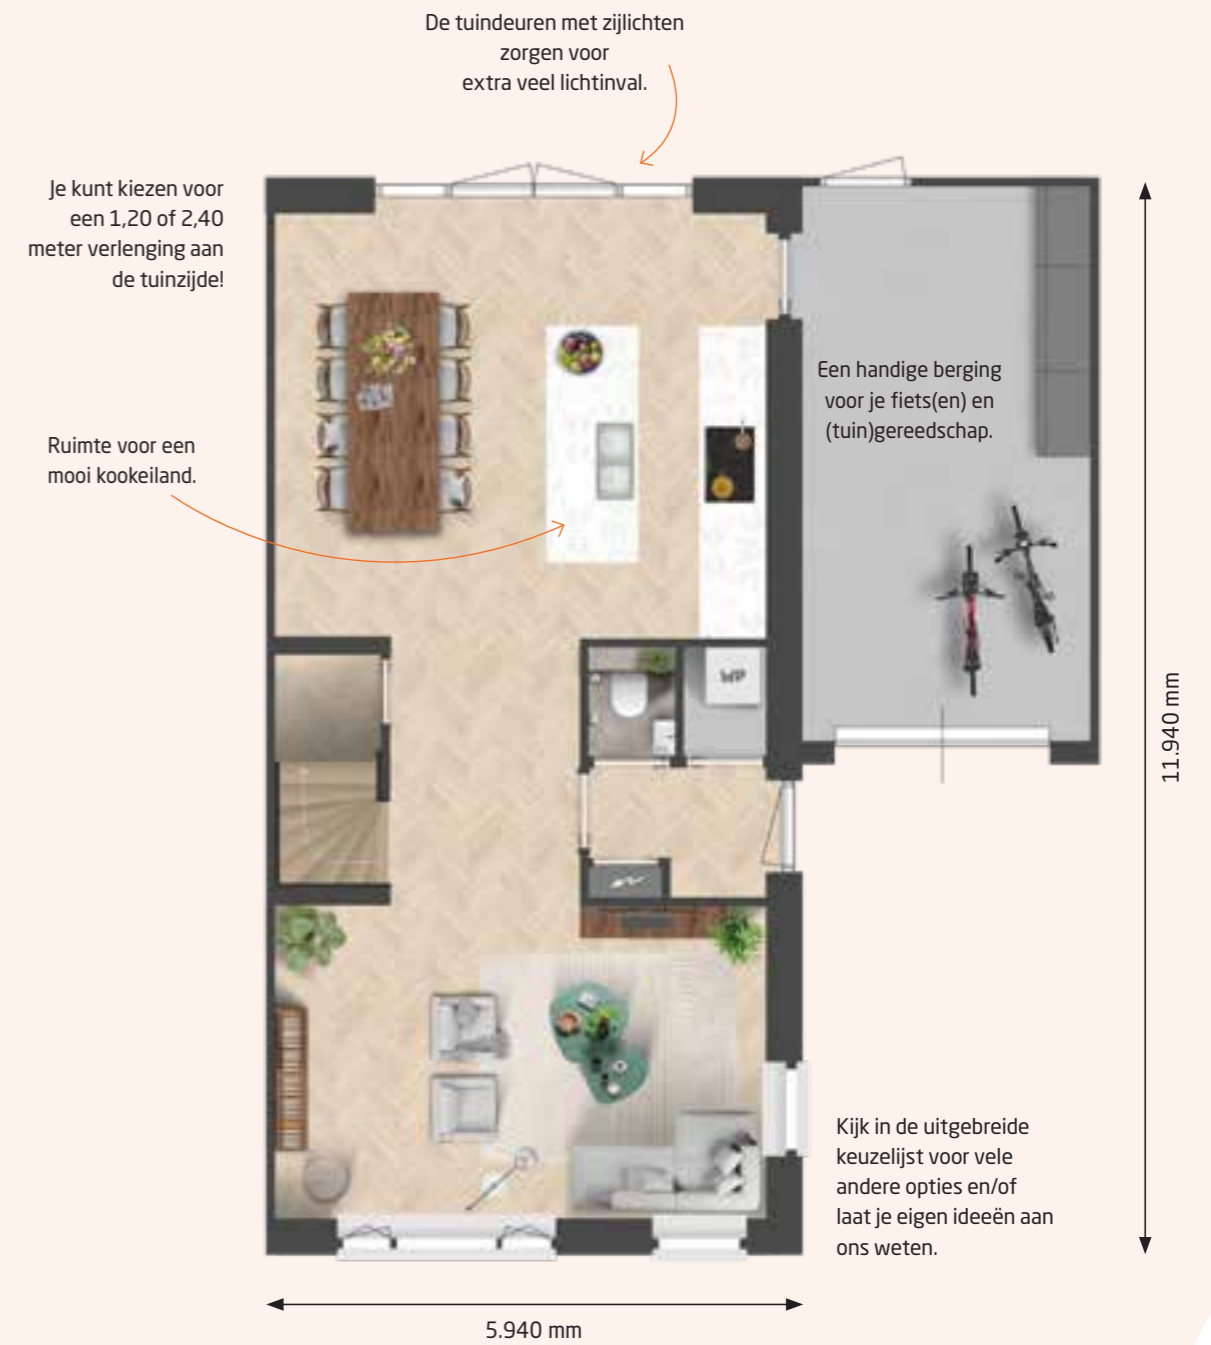 De tuindeuren met zijlichten
zorgen voor
extra veel lichtinval.
Je kunt kiezen voor
een 1,20 of 2,40
meter verlenging aan
de tuinzijde!
Een handige berging
voor je fiets(en) en
(tuin)gereedschap.
Ruimte voor een
mooi kookeiland.
WP
11.940 mm
Kijk in de uitgebreide
keuzelijst voor vele
andere opties en/of
laat je eigen ideeën aan
ons weten.
5.940 mm